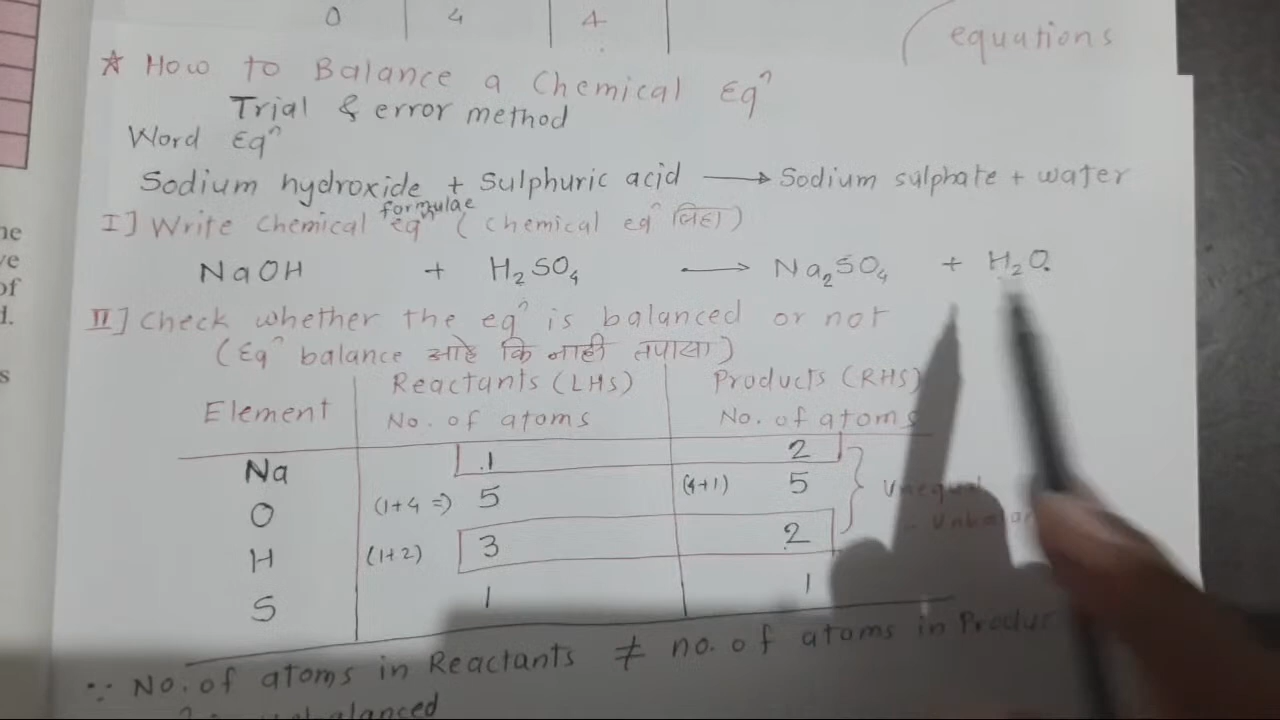 0 4 4
equations
☆ How to Balance a Chemical Eqⁿ
Trial & error method
Word Eqⁿ
Sodium hydroxide + Sulphuric acid ⟶ Sodium sulphate + water
formulae
I] Write Chemical eqⁿ ( Chemical eqⁿ लिहा )
NaOH + H₂SO₄ ⟶ Na₂SO₄ + H₂O
II] Check whether the eqⁿ is balanced or not
(Eqⁿ balance आहे कि नाही तपासा)
Element Reactants (LHS) Products (RHS)
No. of atoms No. of atoms
Na 1 2
O (1+4 =>) 5 (4+1) 5 Unequal
H (1+2) 3 2
S 1 1
∵ No. of atoms in Reactants ≠ no. of atoms in